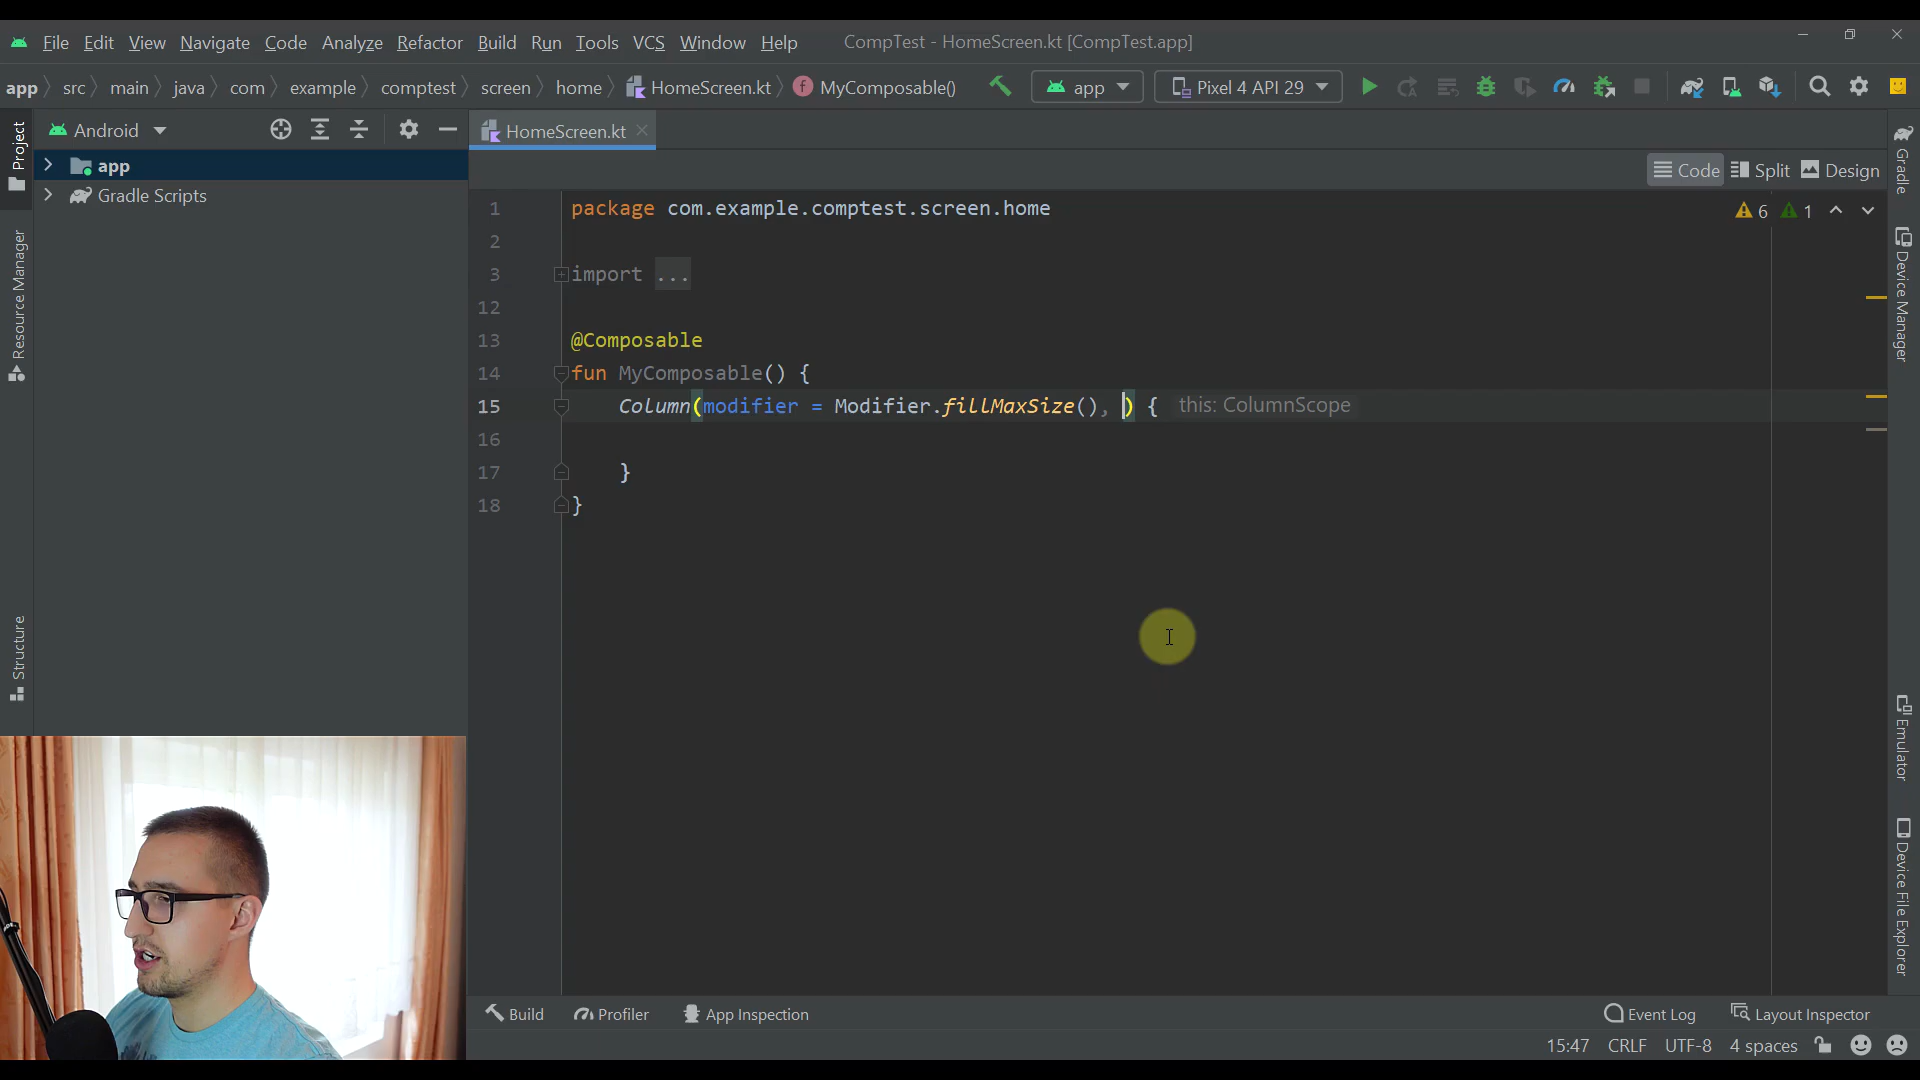 File Edit View Navigate Code Analyze Refactor Build Run Tools VCS Window Help CompTest - HomeScreen.kt [CompTest.app]
app src main java com example comptest screen home HomeScreen.kt MyComposable() app Pixel 4 API 29
Project
Resource Manager
Structure
Android
app
Gradle Scripts
HomeScreen.kt
Code Split Design
6 1
1 package com.example.comptest.screen.home
2
3 import ...
12
13 @Composable
14 fun MyComposable() {
15 Column(modifier = Modifier.fillMaxSize(), ) { this: ColumnScope
16
17 }
18 }
Gradle
Device Manager
Emulator
Device File Explorer
Build Profiler App Inspection Event Log Layout Inspector
15:47 CRLF UTF-8 4 spaces